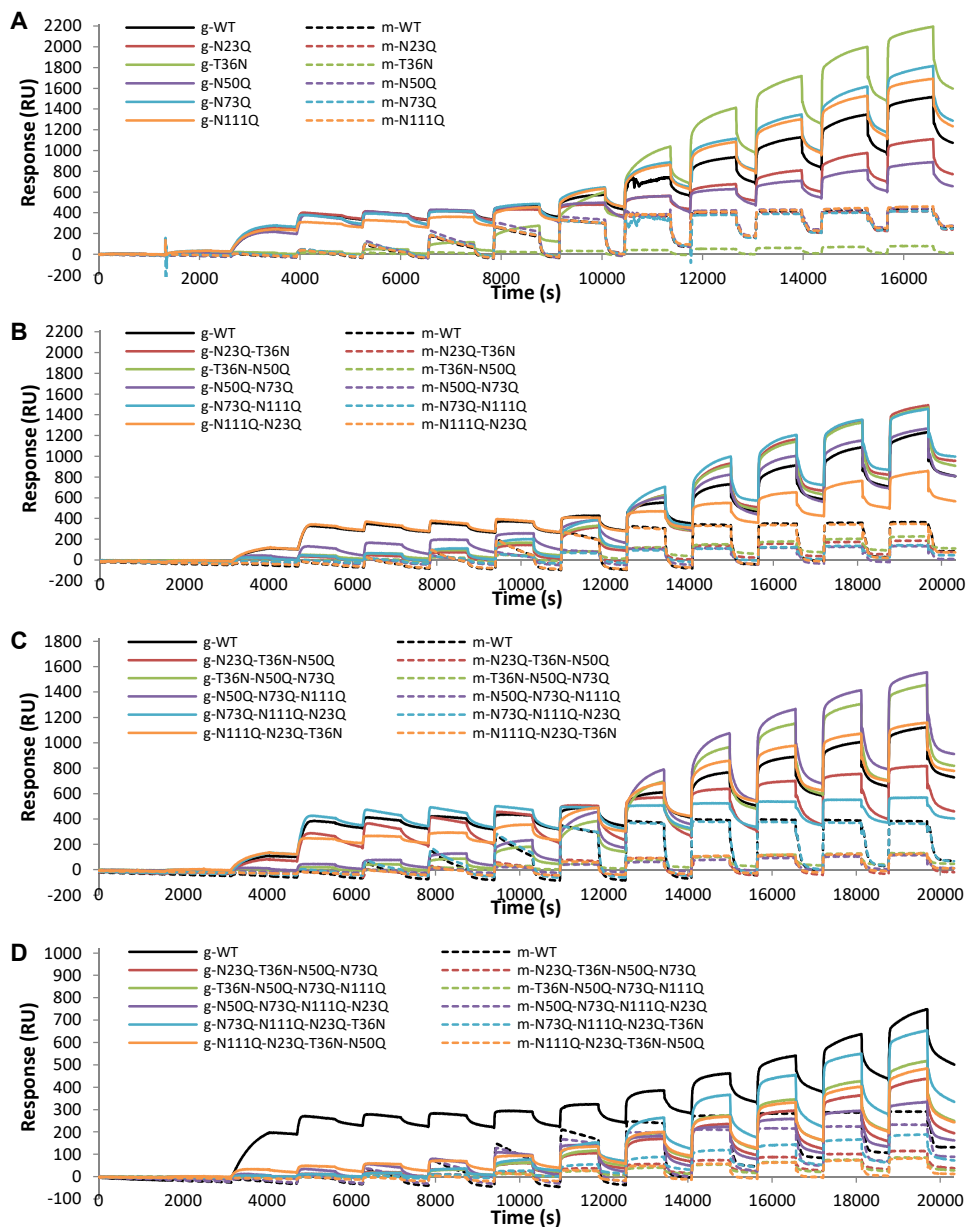 A
g-WT m-WT
g-N23Q m-N23Q
g-T36N m-T36N
g-N50Q m-N50Q
g-N73Q m-N73Q
g-N111Q m-N111Q
Response (RU)
2200
2000
1800
1600
1400
1200
1000
800
600
400
200
0
-200
0 2000 4000 6000 8000 10000 12000 14000 16000
Time (s)
B
g-WT m-WT
g-N23Q-T36N m-N23Q-T36N
g-T36N-N50Q m-T36N-N50Q
g-N50Q-N73Q m-N50Q-N73Q
g-N73Q-N111Q m-N73Q-N111Q
g-N111Q-N23Q m-N111Q-N23Q
Response (RU)
2200
2000
1800
1600
1400
1200
1000
800
600
400
200
0
-200
0 2000 4000 6000 8000 10000 12000 14000 16000 18000 20000
Time (s)
C
g-WT m-WT
g-N23Q-T36N-N50Q m-N23Q-T36N-N50Q
g-T36N-N50Q-N73Q m-T36N-N50Q-N73Q
g-N50Q-N73Q-N111Q m-N50Q-N73Q-N111Q
g-N73Q-N111Q-N23Q m-N73Q-N111Q-N23Q
g-N111Q-N23Q-T36N m-N111Q-N23Q-T36N
Response (RU)
1800
1600
1400
1200
1000
800
600
400
200
0
-200
0 2000 4000 6000 8000 10000 12000 14000 16000 18000 20000
Time (s)
D
g-WT m-WT
g-N23Q-T36N-N50Q-N73Q m-N23Q-T36N-N50Q-N73Q
g-T36N-N50Q-N73Q-N111Q m-T36N-N50Q-N73Q-N111Q
g-N50Q-N73Q-N111Q-N23Q m-N50Q-N73Q-N111Q-N23Q
g-N73Q-N111Q-N23Q-T36N m-N73Q-N111Q-N23Q-T36N
g-N111Q-N23Q-T36N-N50Q m-N111Q-N23Q-T36N-N50Q
Response (RU)
1000
900
800
700
600
500
400
300
200
100
0
-100
0 2000 4000 6000 8000 10000 12000 14000 16000 18000 20000
Time (s)